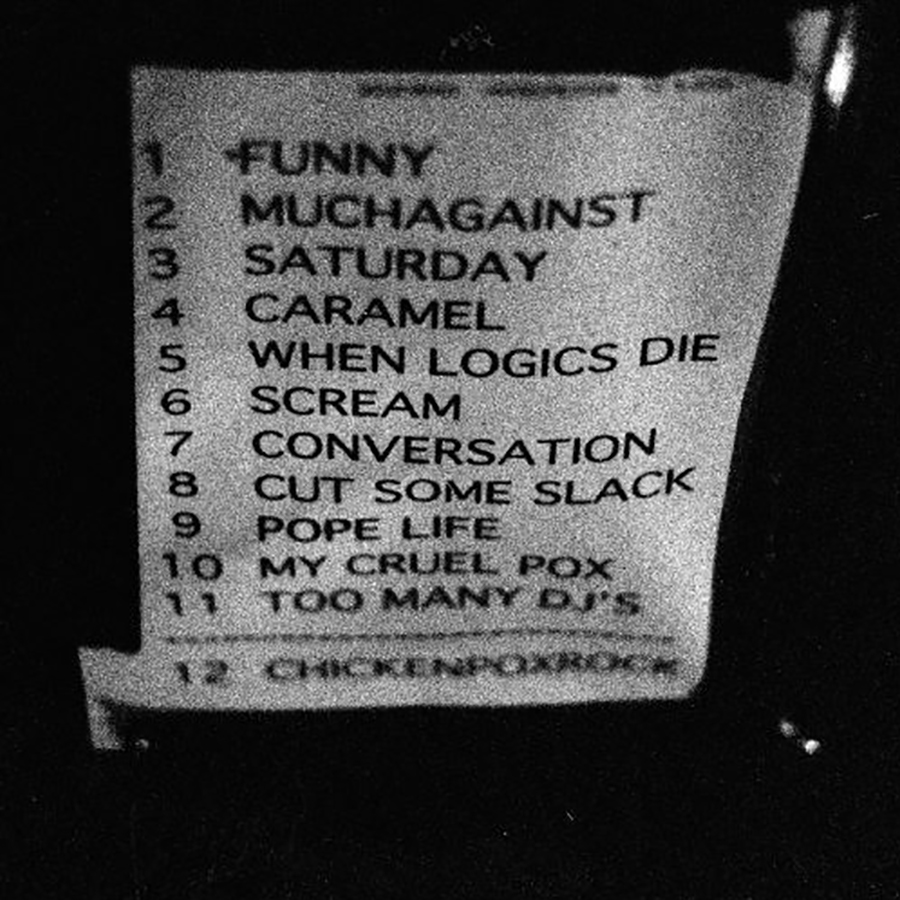 1 FUNNY
2 MUCHAGAINST
3 SATURDAY
4 CARAMEL
5 WHEN LOGICS DIE
6 SCREAM
7 CONVERSATION
8 CUT SOME SLACK
9 POPE LIFE
10 MY CRUEL POX
11 TOO MANY DJ'S
12 CHICKENPOXROCK